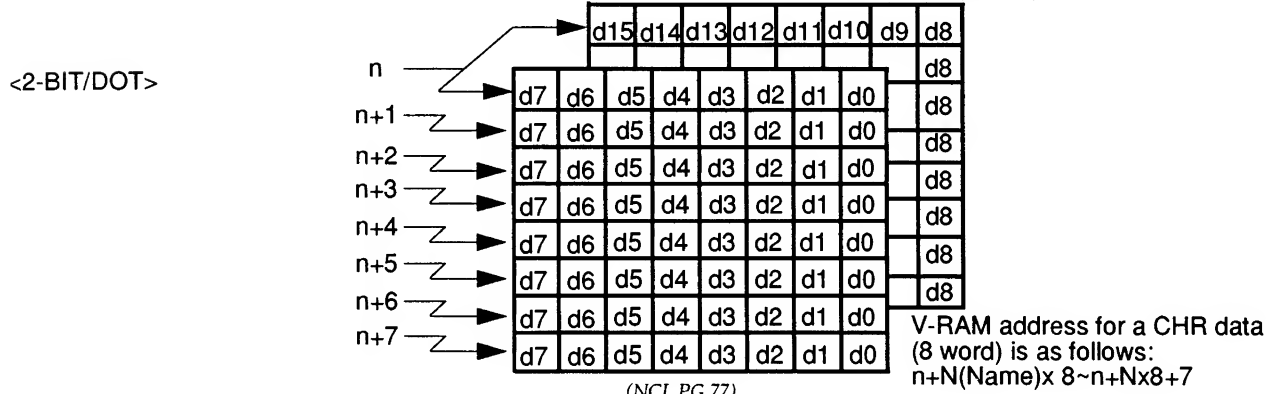 d15 d14 d13 d12 d11 d10 d9 d8
<2-BIT/DOT>
n
d8
d7 d6 d5 d4 d3 d2 d1 d0
d8
n+1
d7 d6 d5 d4 d3 d2 d1 d0
d8
n+2
d7 d6 d5 d4 d3 d2 d1 d0
d8
n+3
d7 d6 d5 d4 d3 d2 d1 d0
d8
n+4
d7 d6 d5 d4 d3 d2 d1 d0
d8
n+5
d7 d6 d5 d4 d3 d2 d1 d0
d8
n+6
d7 d6 d5 d4 d3 d2 d1 d0
n+7
d7 d6 d5 d4 d3 d2 d1 d0
V-RAM address for a CHR data
(8 word) is as follows:
n+N(Name)x 8~n+Nx8+7
(NCL PG 77)